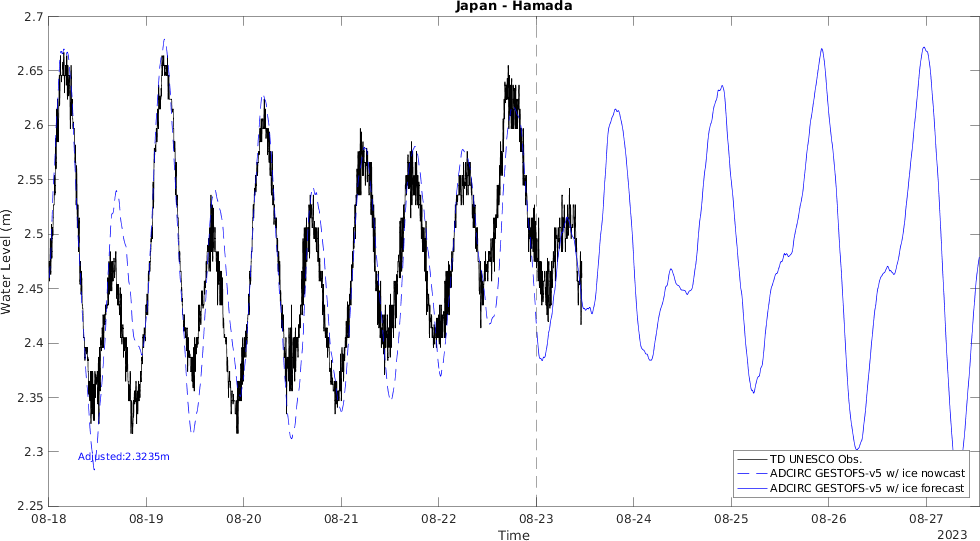 Japan - Hamada
2.7
2.65
2.6
2.55
2.5
2.45
2.4
2.35
2.3
2.25
Water Level (m)
Adjusted:2.3235m
TD UNESCO Obs.
ADCIRC GESTOFS-v5 w/ ice nowcast
ADCIRC GESTOFS-v5 w/ ice forecast
08-18 08-19 08-20 08-21 08-22 08-23 08-24 08-25 08-26 08-27
Time
2023